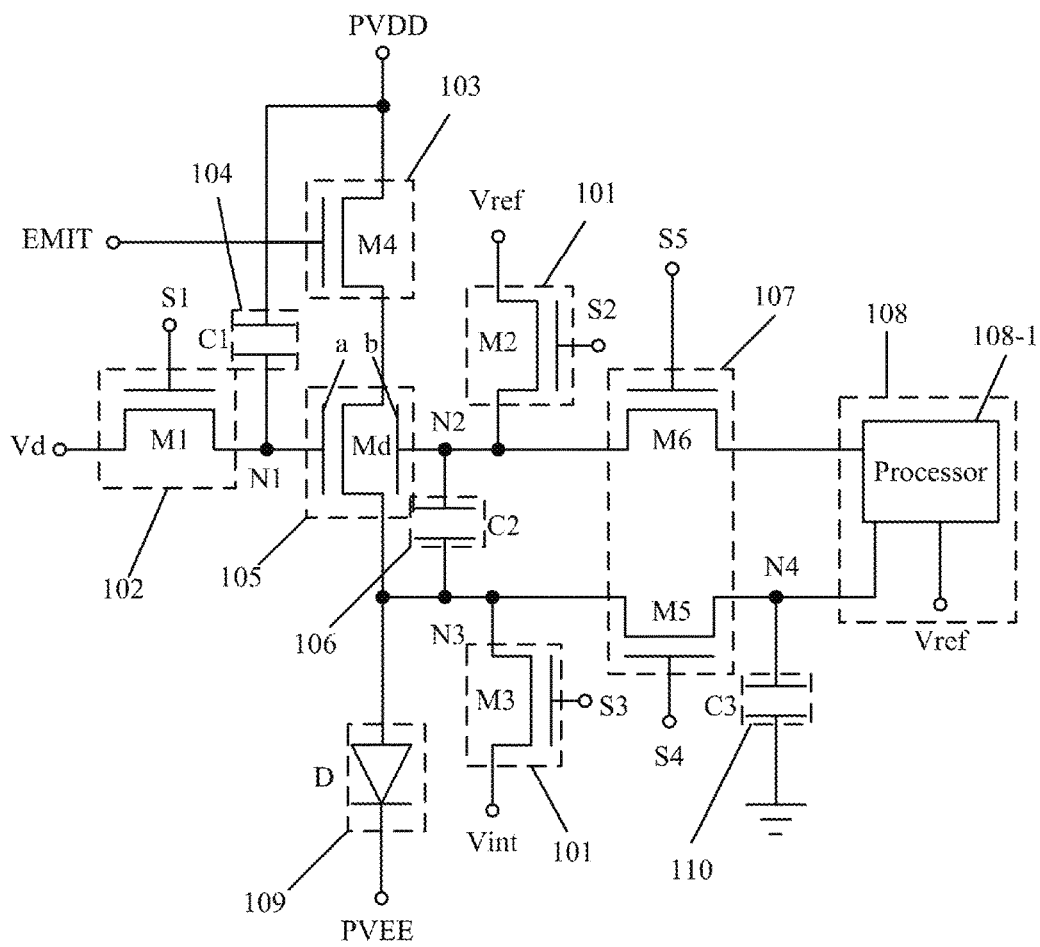 PVDD
103
104
Vref
101
EMIT
M4
S5
S1
107
C1
M2
S2
108
a
b
108-1
Vd
M1
N1
Md
N2
M6
Processor
C2
102
105
N4
106
N3
M5
Vref
M3
S3
C3
S4
D
Vint
101
110
109
PVEE